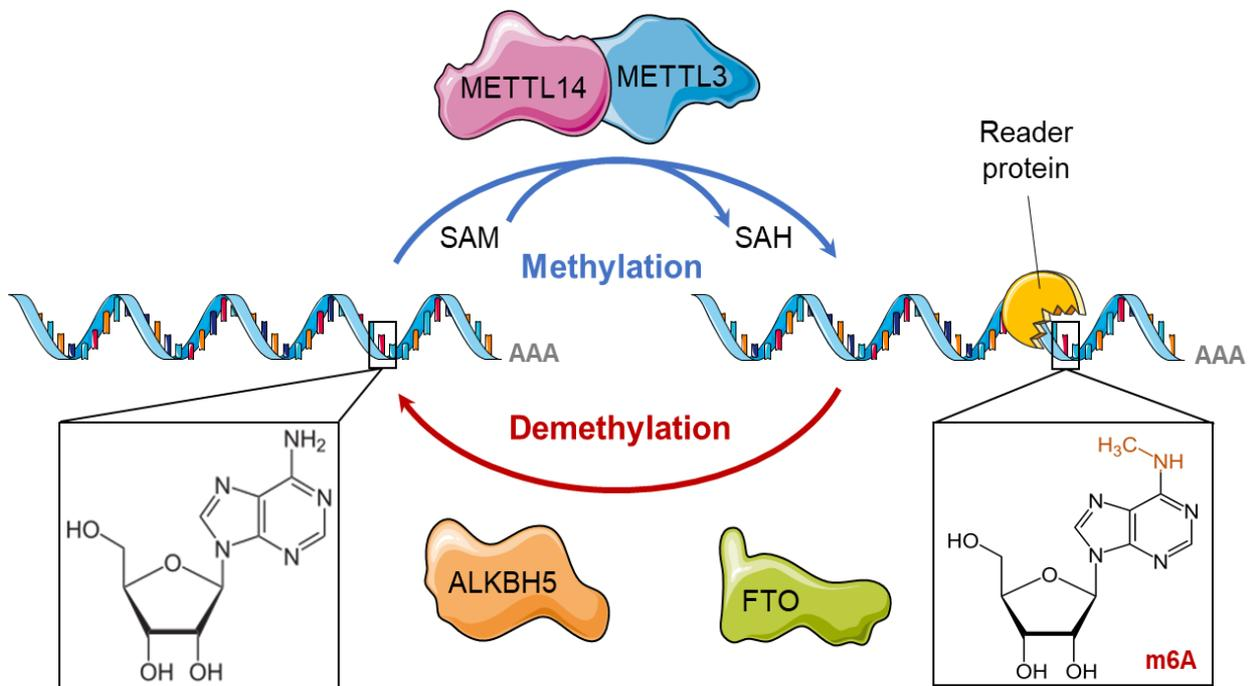 METTL14
METTL3
Reader
protein
SAM
SAH
Methylation
AAA
AAA
Demethylation
NH₂
N
N
N
N
HO
O
OH
OH
ALKBH5
FTO
H₃C
NH
N
N
N
N
HO
O
OH
OH
m6A